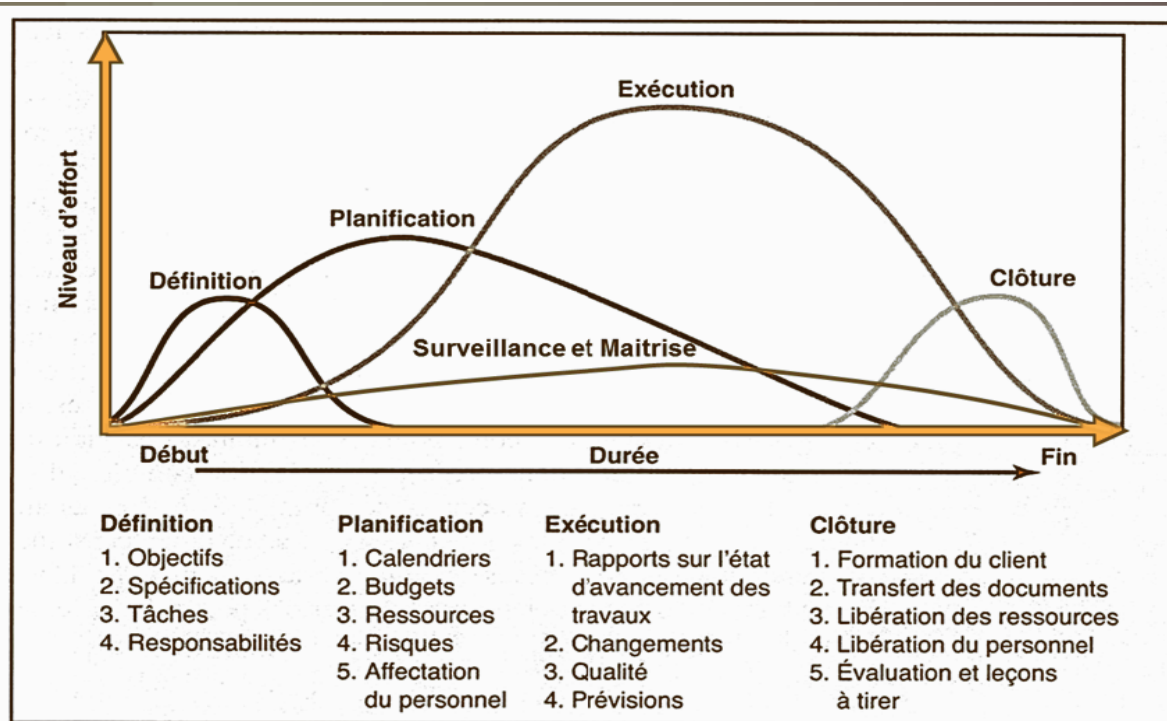 Exécution
Planification
Définition
Clôture
Surveillance et Maitrise
Niveau d'effort
Début
Durée
Fin
Définition
1. Objectifs
2. Spécifications
3. Tâches
4. Responsabilités
Planification
1. Calendriers
2. Budgets
3. Ressources
4. Risques
5. Affectation
du personnel
Exécution
1. Rapports sur l'état
d'avancement des
travaux
2. Changements
3. Qualité
4. Prévisions
Clôture
1. Formation du client
2. Transfert des documents
3. Libération des ressources
4. Libération du personnel
5. Évaluation et leçons
à tirer